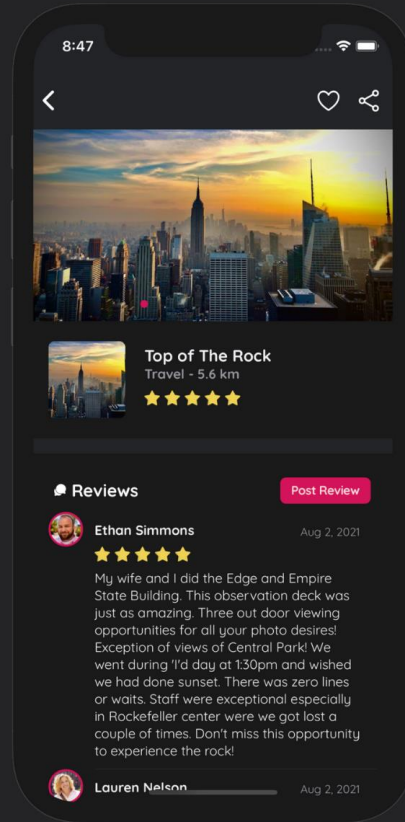 8:47
Top of The Rock
Travel - 5.6 km
Reviews
Post Review
Ethan Simmons
Aug 2, 2021
My wife and I did the Edge and Empire
State Building. This observation deck was
just as amazing. Three out door viewing
opportunities for all your photo desires!
Exception of views of Central Park! We
went during 'I'd day at 1:30pm and wished
we had done sunset. There was zero lines
or waits. Staff were exceptional especially
in Rockefeller center were we got lost a
couple of times. Don't miss this opportunity
to experience the rock!
Lauren Nelson
Aug 2, 2021